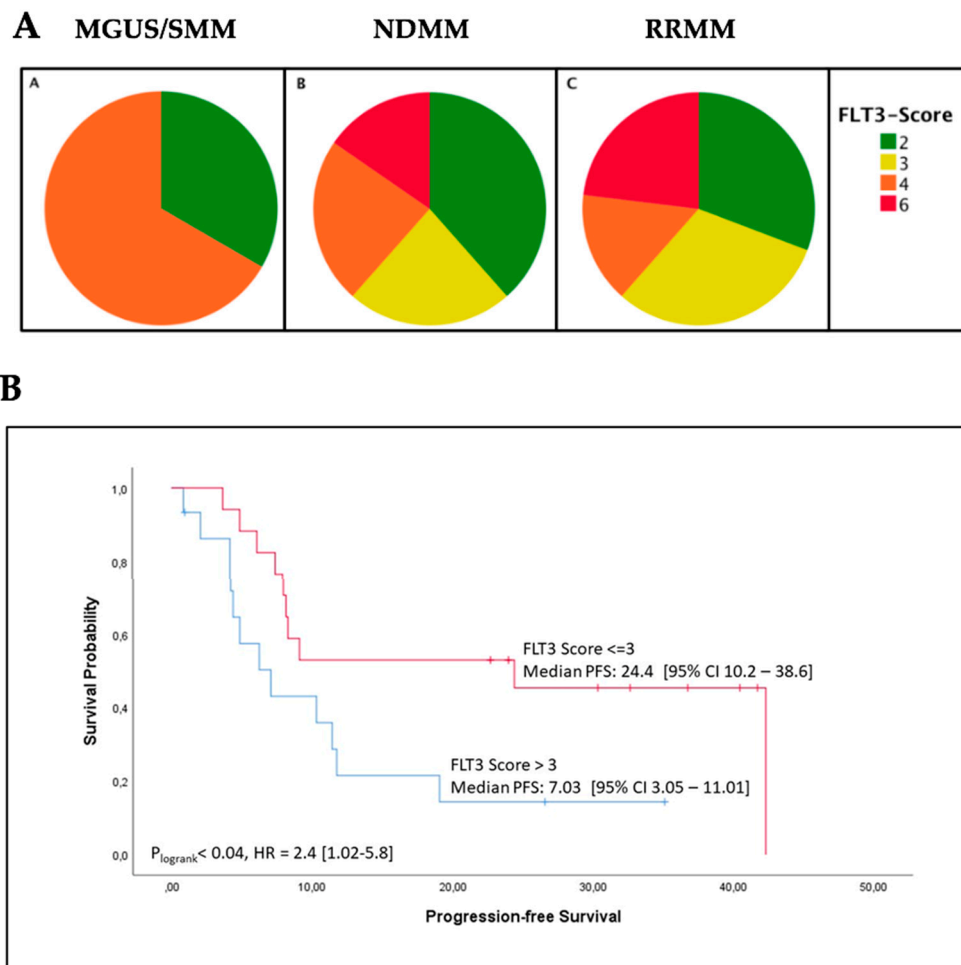 A MGUS/SMM NDMM RRMM
A B C
FLT3-Score
2
3
4
6
B
1,0
0,8
0,6
0,4
0,2
0,0
Survival Probability
FLT3 Score <=3
Median PFS: 24.4 [95% CI 10.2 – 38.6]
FLT3 Score > 3
Median PFS: 7.03 [95% CI 3.05 – 11.01]
Plogrank< 0.04, HR = 2.4 [1.02-5.8]
,00 10,00 20,00 30,00 40,00 50,00
Progression-free Survival